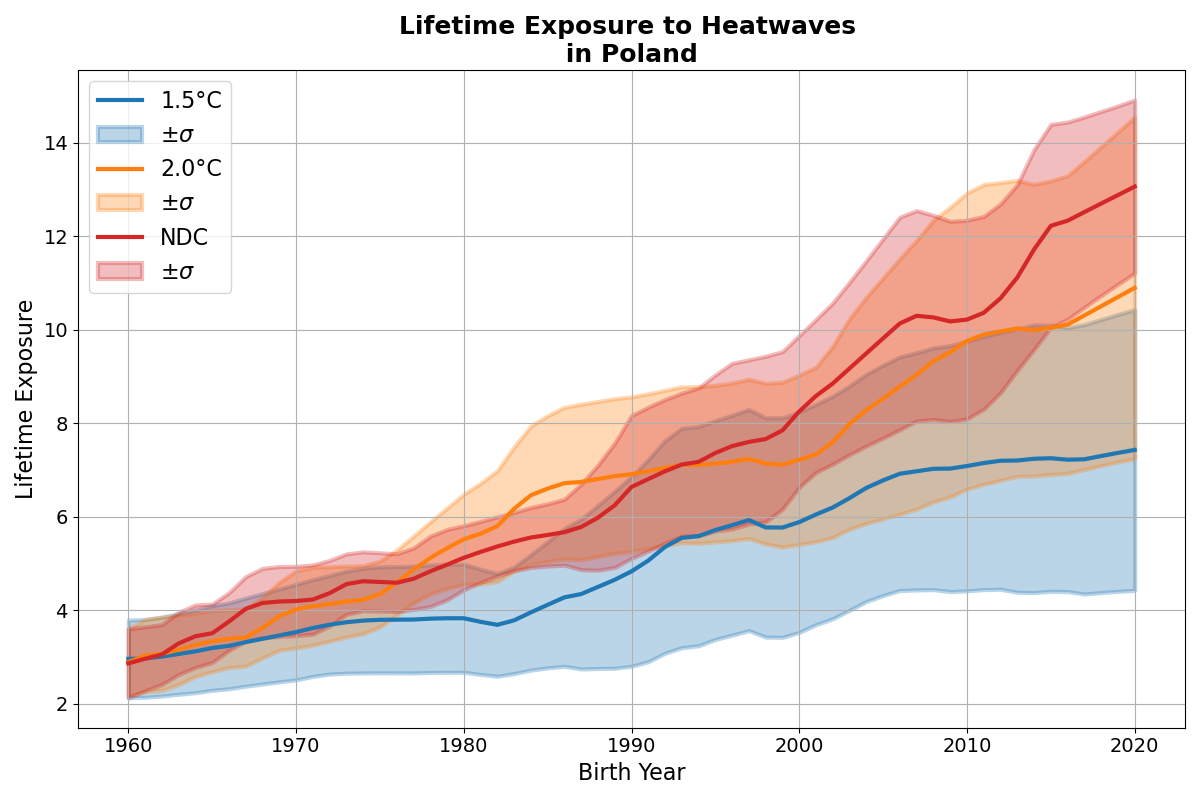 Lifetime Exposure to Heatwaves
in Poland
1.5°C
±σ
2.0°C
±σ
NDC
±σ
Lifetime Exposure
14
12
10
8
6
4
2
1960 1970 1980 1990 2000 2010 2020
Birth Year